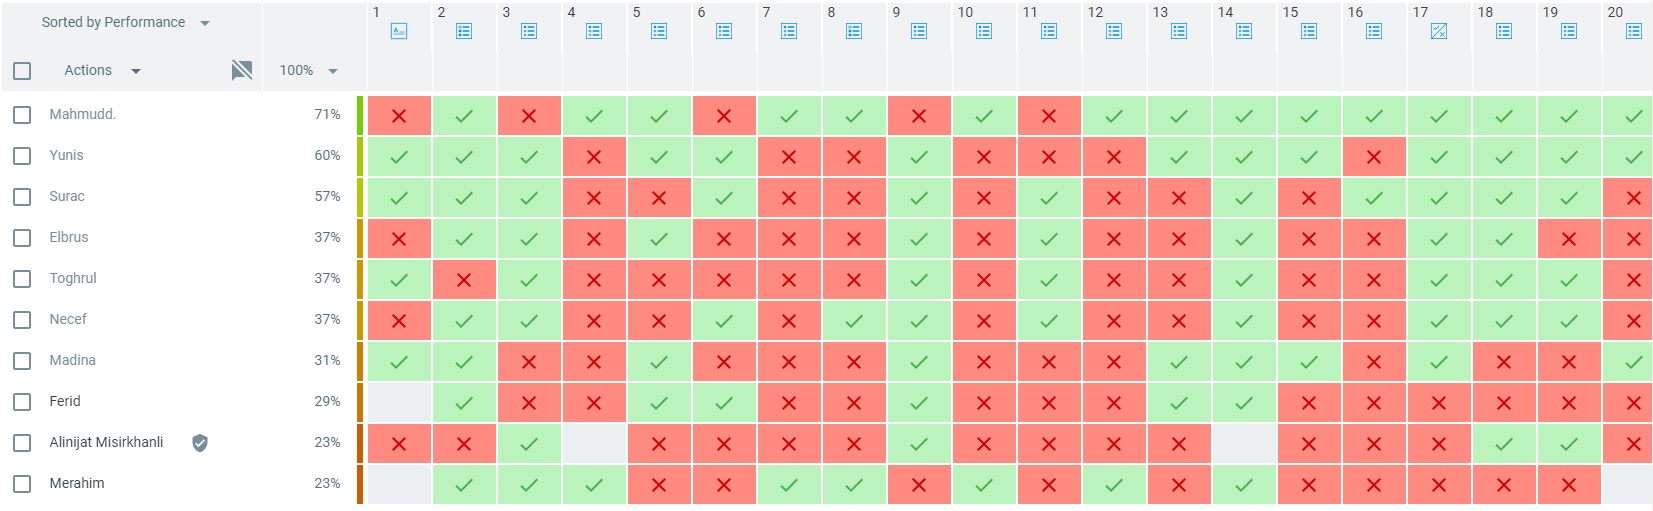 Sorted by Performance 1 2 3 4 5 6 7 8 9 10 11 12 13 14 15 16 17 18 19 20
Actions 100%
Mahmudd. 71%
Yunis 60%
Surac 57%
Elbrus 37%
Toghrul 37%
Necef 37%
Madina 31%
Ferid 29%
Alinijat Misirkhanli 23%
Merahim 23%